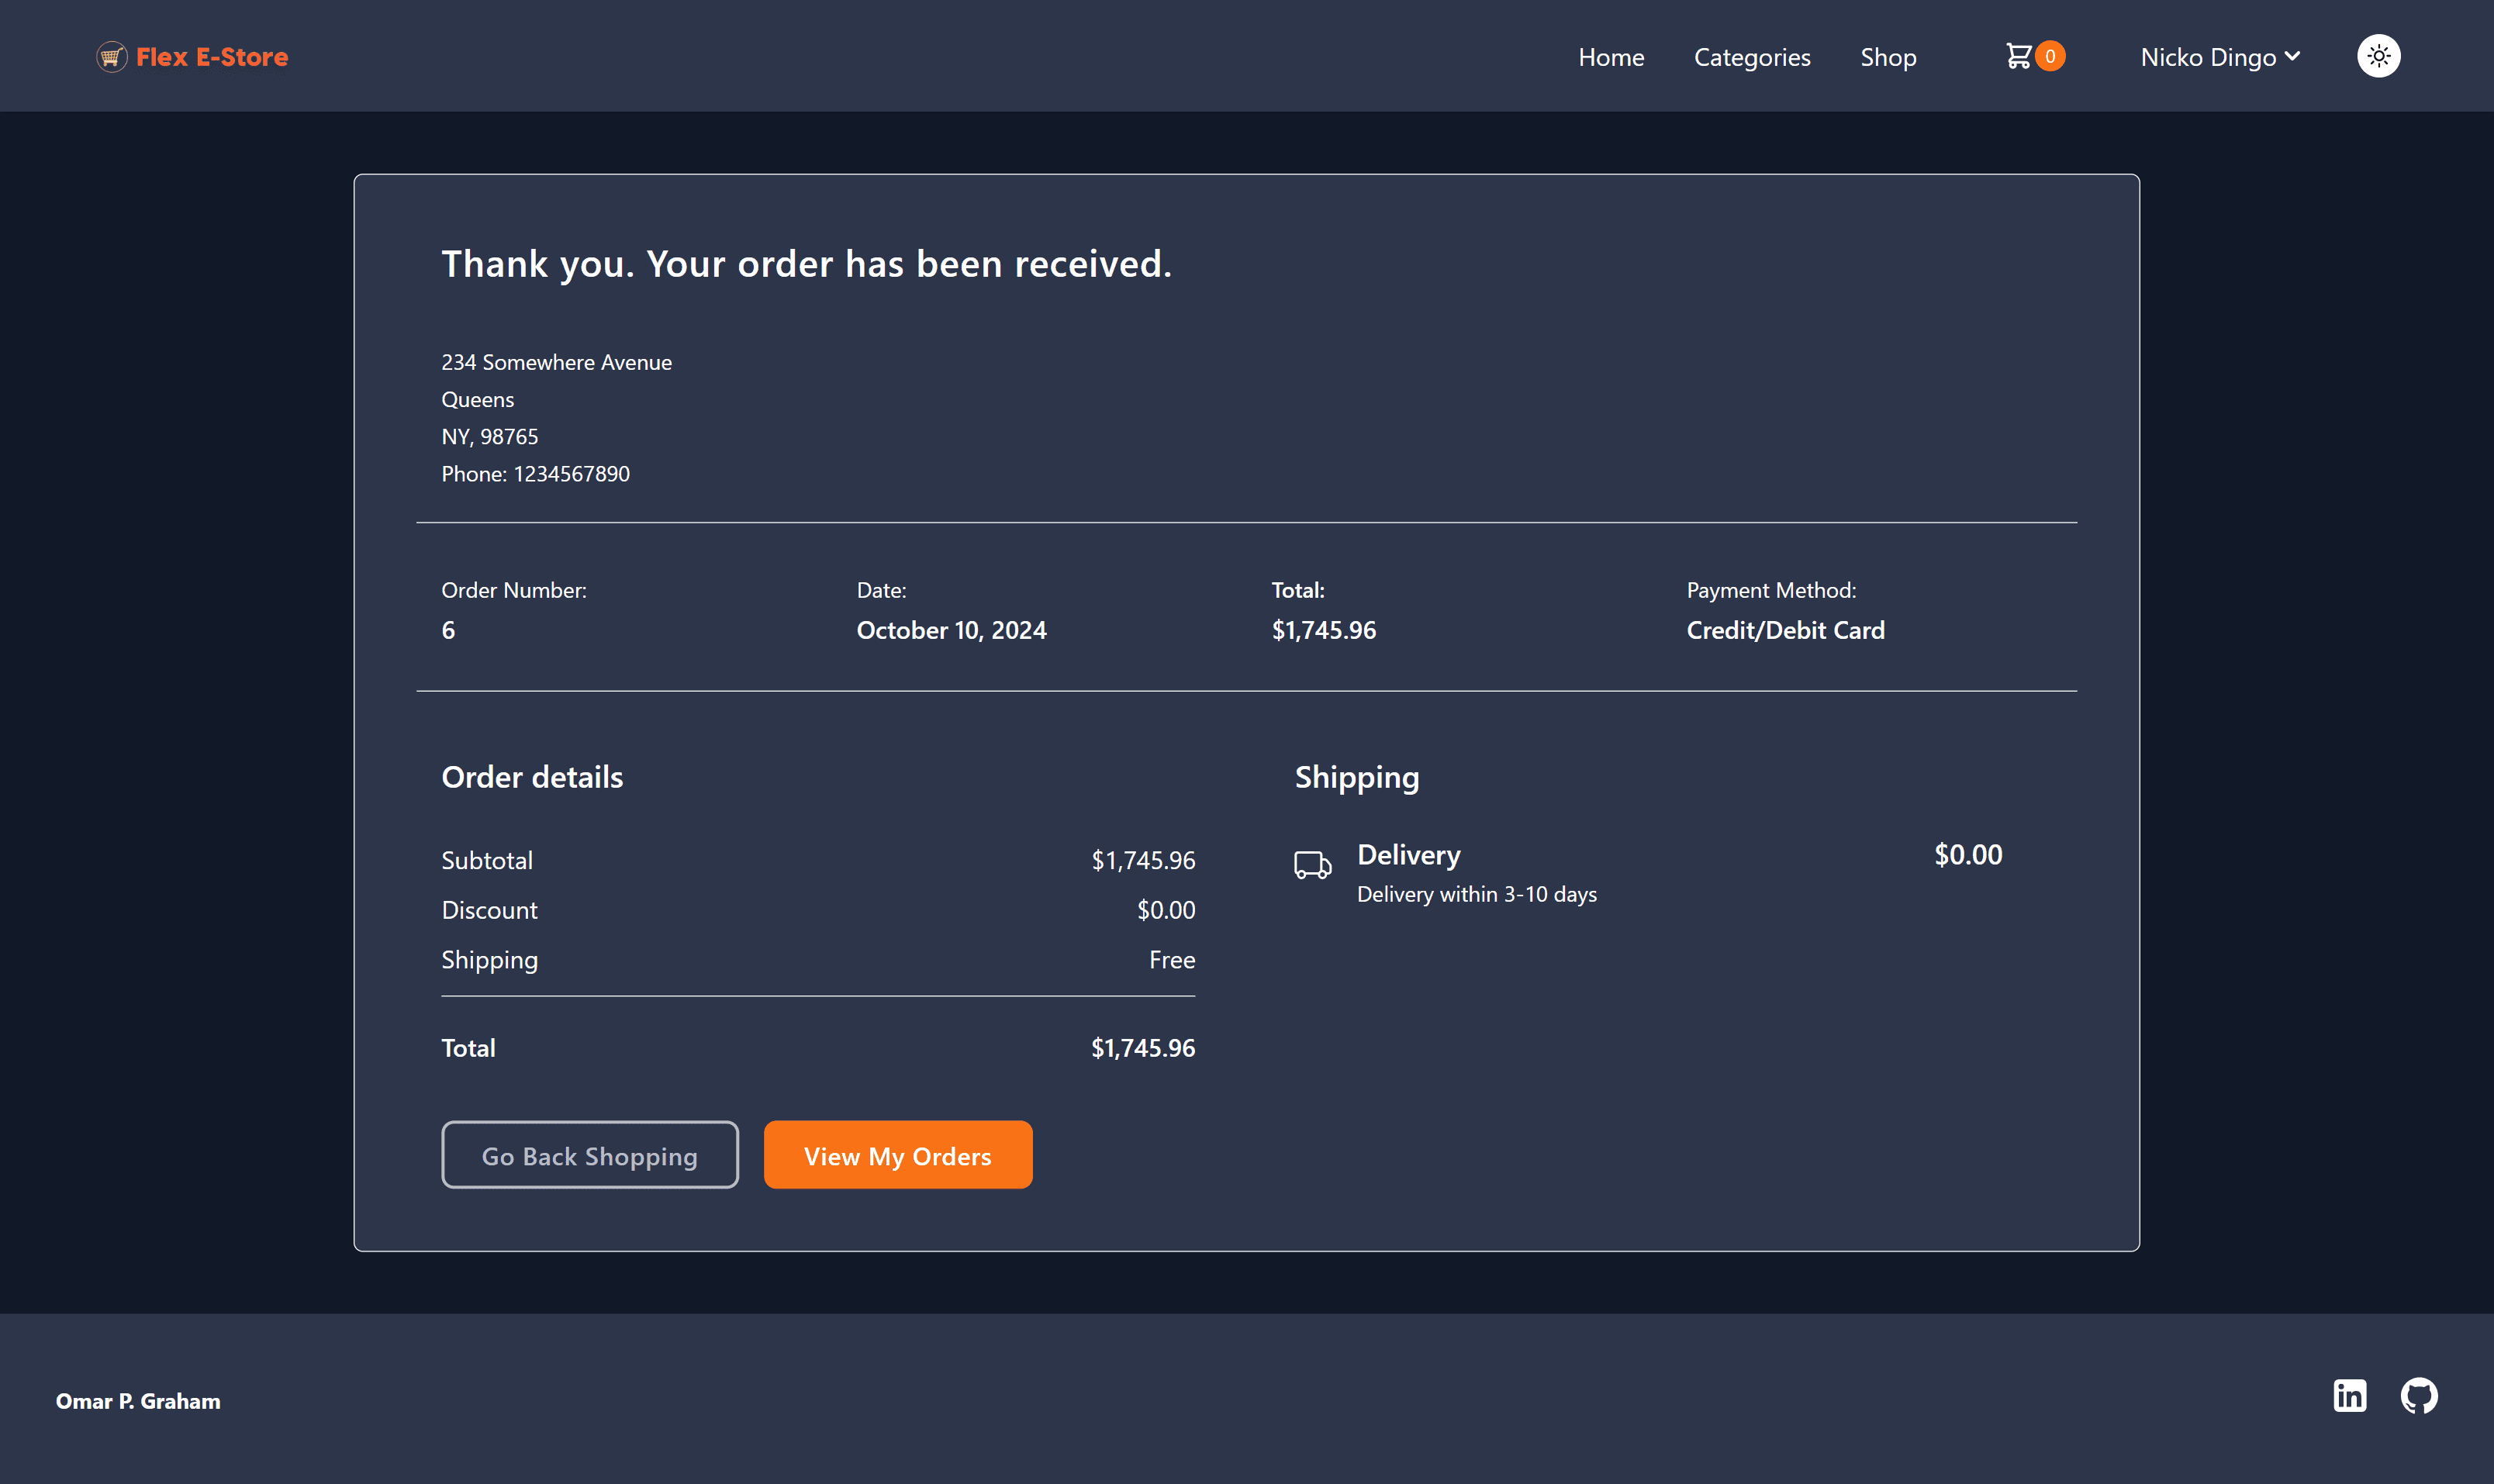 Flex E-Store
Home Categories Shop 0 Nicko Dingo
Thank you. Your order has been received.
234 Somewhere Avenue
Queens
NY, 98765
Phone: 1234567890
Order Number: Date: Total: Payment Method:
6 October 10, 2024 $1,745.96 Credit/Debit Card
Order details
Subtotal $1,745.96
Discount $0.00
Shipping Free
Total $1,745.96
Shipping
Delivery $0.00
Delivery within 3-10 days
Go Back Shopping View My Orders
Omar P. Graham
in